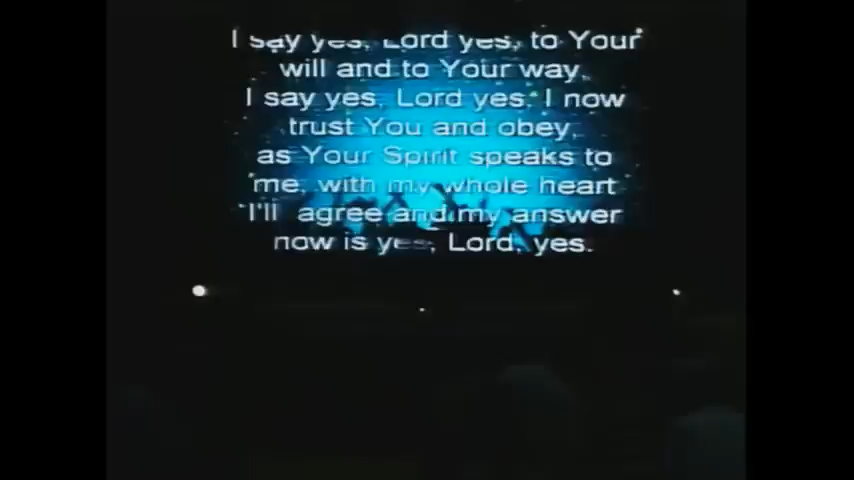 I say yes, Lord yes, to Your
will and to Your way,
I say yes, Lord yes. I now
trust You and obey,
as Your Spirit speaks to
me, with my whole heart
I'll agree and my answer
now is yes, Lord, yes.